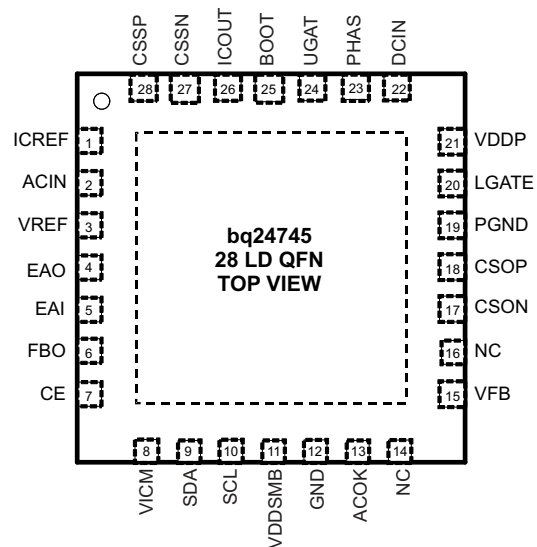 CSSP
CSSN
ICOUT
BOOT
UGAT
PHAS
DCIN
28
27
26
25
24
23
22
ICREF 1
ACIN 2
VREF 3
EAO 4
EAI 5
FBO 6
CE 7
bq24745
28 LD QFN
TOP VIEW
21 VDDP
20 LGATE
19 PGND
18 CSOP
17 CSON
16 NC
15 VFB
8
9
10
11
12
13
14
VICM
SDA
SCL
VDDSMB
GND
ACOK
NC